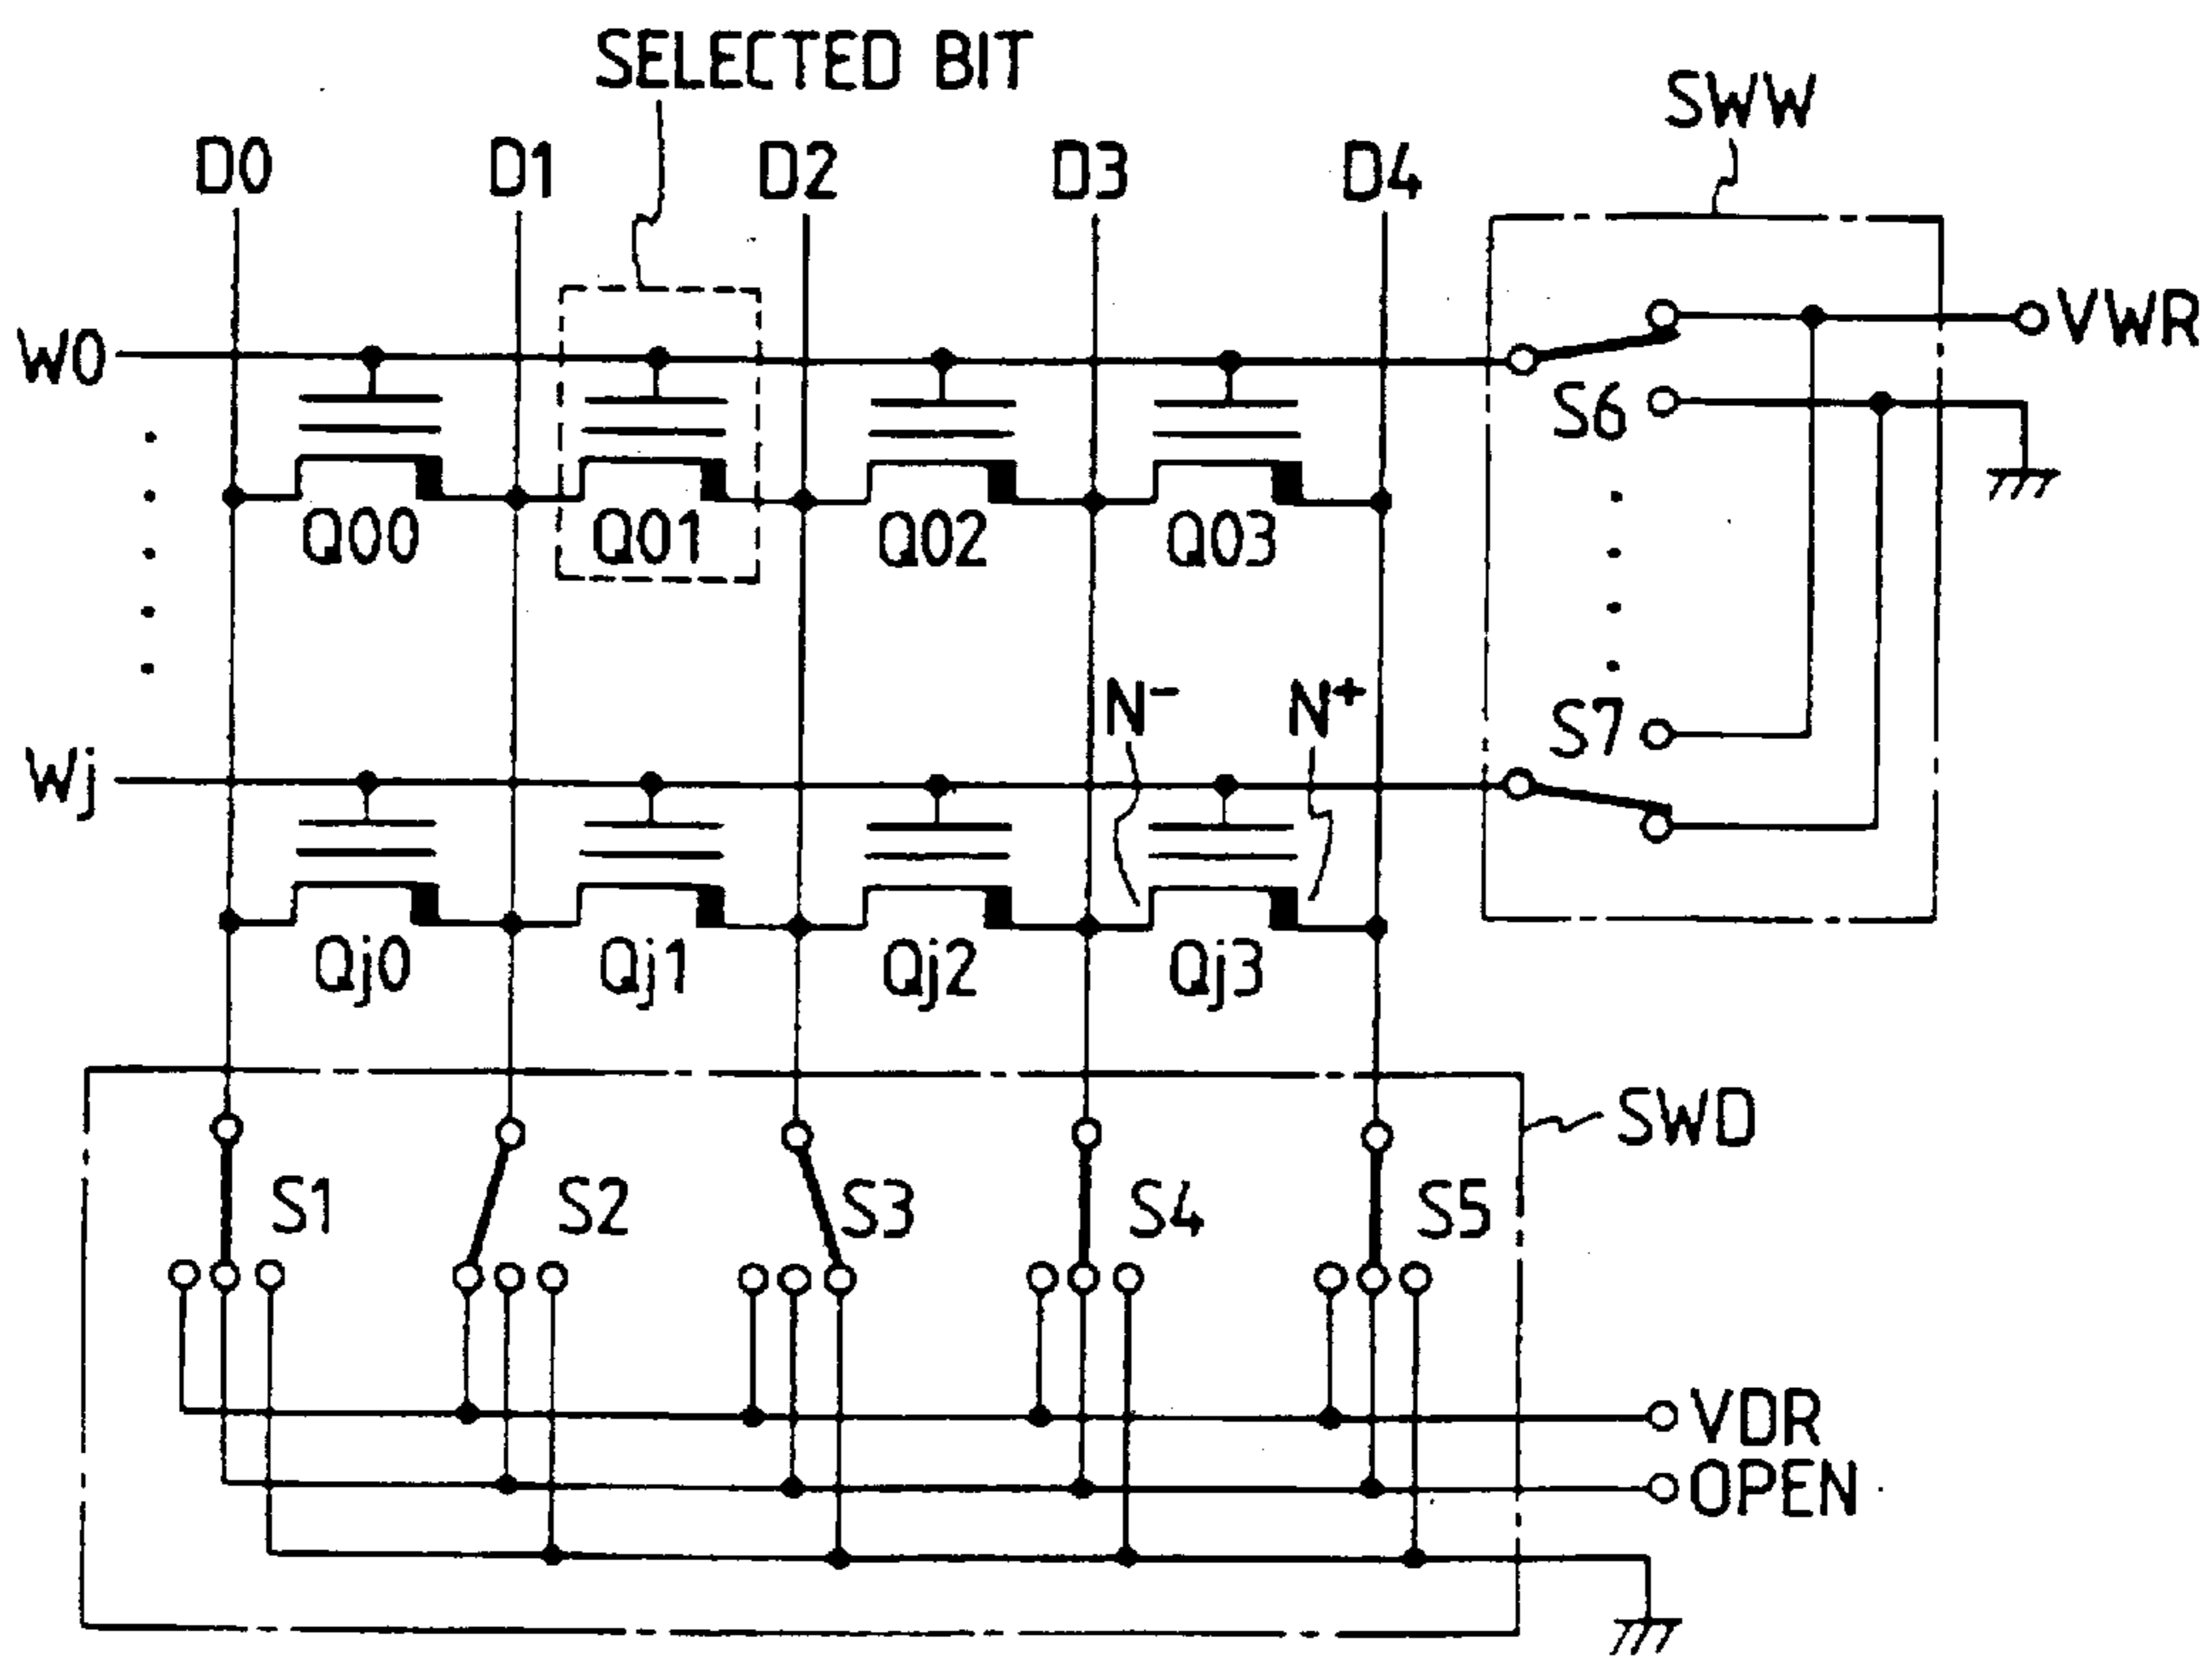 SELECTED BIT
SWW
D0 D1 D2 D3 D4
W0
VWR
S6
Q00 Q01 Q02 Q03
N⁻ N⁺
S7
Wj
Qj0 Qj1 Qj2 Qj3
SWD
S1 S2 S3 S4 S5
VDR
OPEN